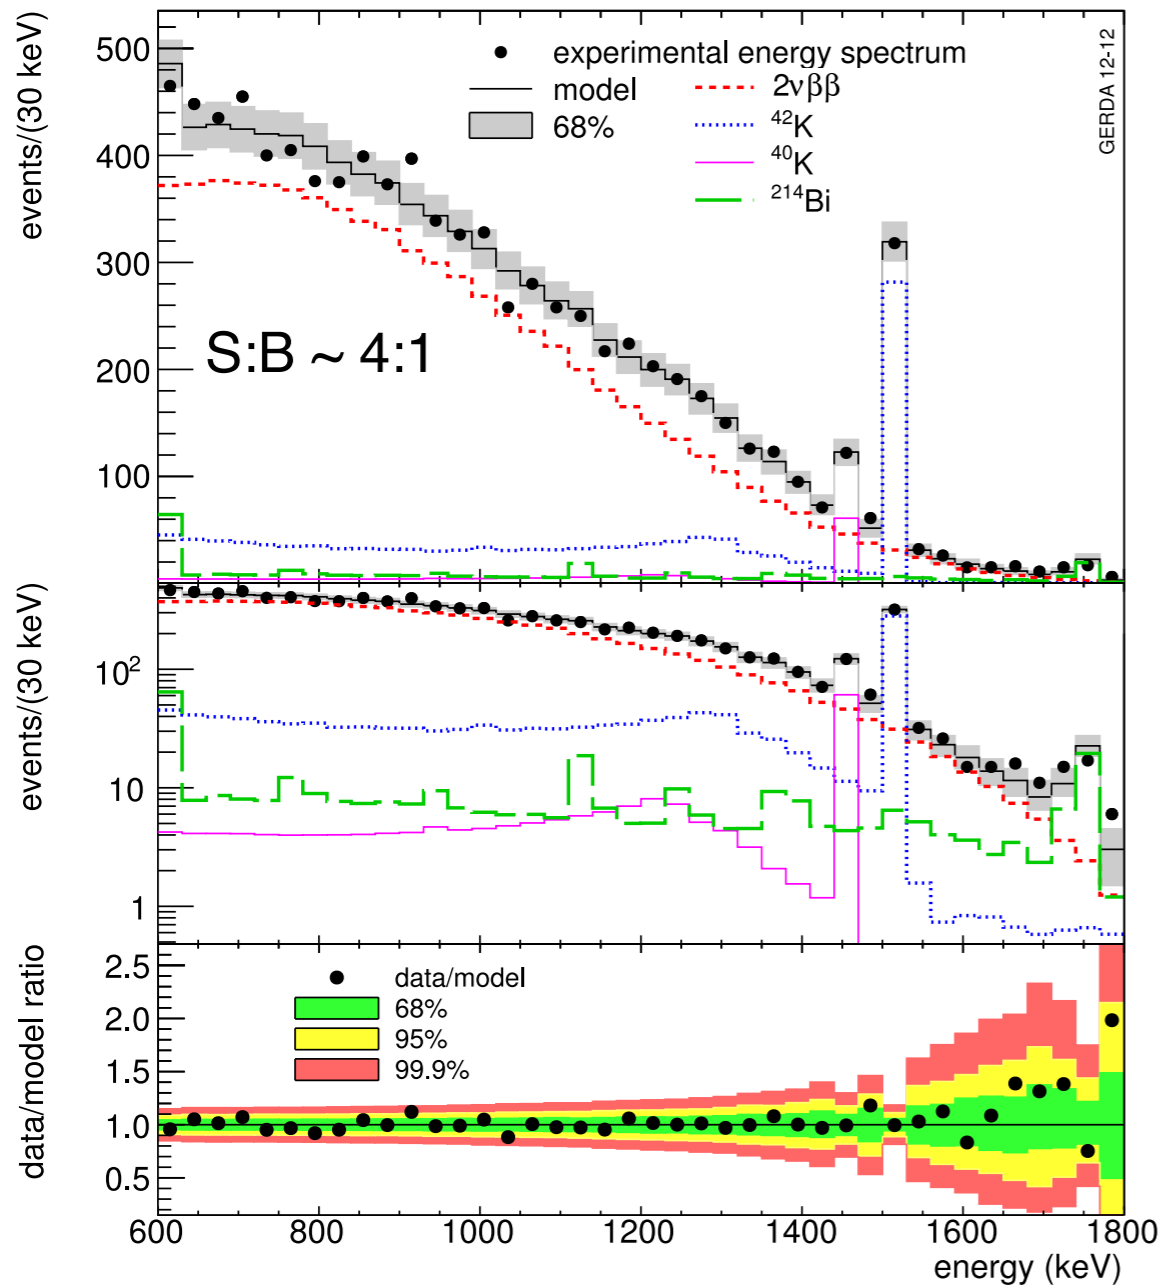 500
400
300
200
100
events/(30 keV)
experimental energy spectrum
model
68%
2νββ
⁴²K
⁴⁰K
²¹⁴Bi
GERDA 12-12
S:B ~ 4:1
10²
10
1
events/(30 keV)
2.5
2.0
1.5
1.0
0.5
data/model ratio
data/model
68%
95%
99.9%
600 800 1000 1200 1400 1600 1800
energy (keV)